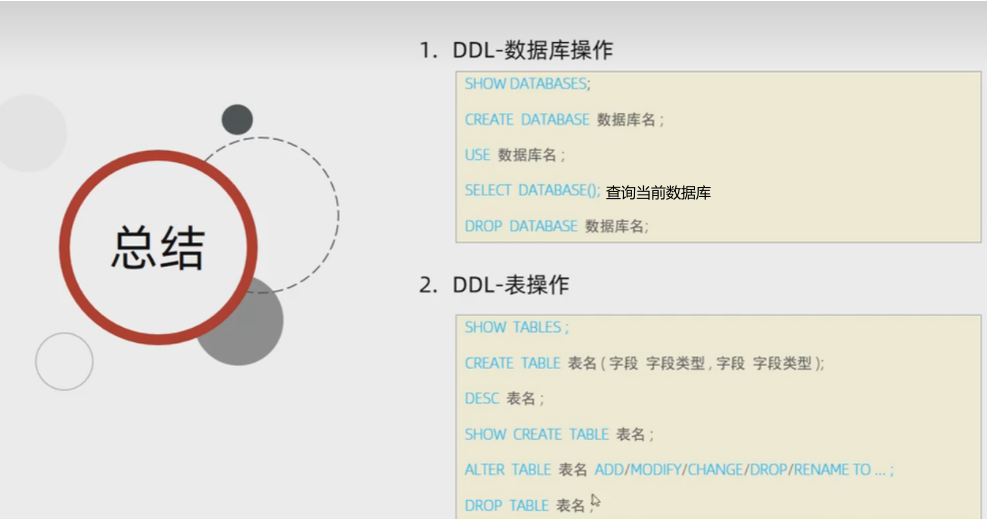 总结
1. DDL-数据库操作
SHOW DATABASES;
CREATE DATABASE 数据库名 ;
USE 数据库名 ;
SELECT DATABASE(); 查询当前数据库
DROP DATABASE 数据库名;
2. DDL-表操作
SHOW TABLES ;
CREATE TABLE 表名 ( 字段 字段类型 , 字段 字段类型 );
DESC 表名 ;
SHOW CREATE TABLE 表名 ;
ALTER TABLE 表名 ADD/MODIFY/CHANGE/DROP/RENAME TO ... ;
DROP TABLE 表名 ;